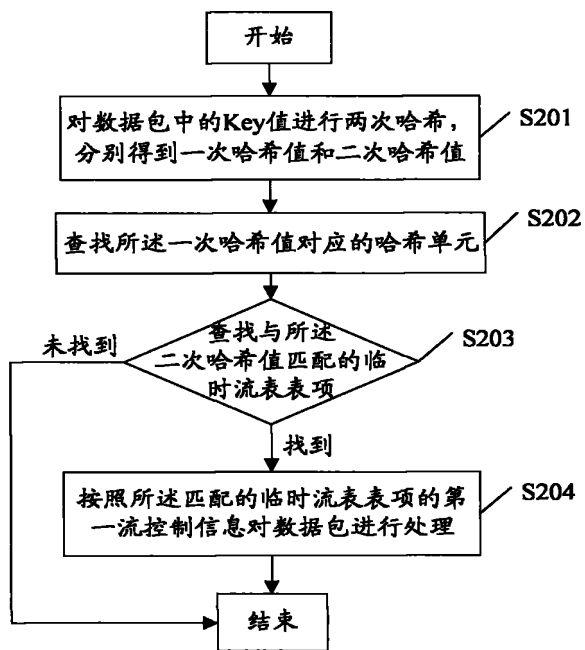 开始
对数据包中的Key值进行两次哈希，
分别得到一次哈希值和二次哈希值
S201
查找所述一次哈希值对应的哈希单元
S202
查找与所述
二次哈希值匹配的临
时流表表项
S203
未找到
找到
按照所述匹配的临时流表表项的第
一流控制信息对数据包进行处理
S204
结束